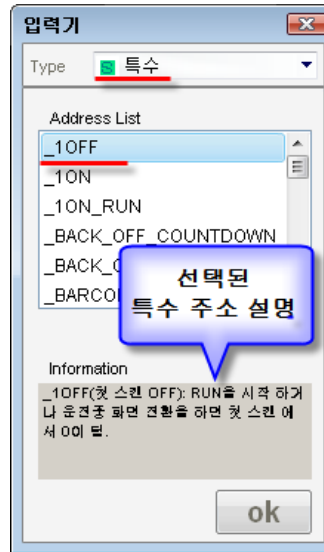 입력기
Type S 특수
Address List
_1OFF
_1ON
_1ON_RUN
_BACK_OFF_COUNTDOWN
선택된
특수 주소 설명
Information
_1OFF(첫 스캔 OFF): RUN을 시작 하거
나 운전중 화면 전환을 하면 첫 스캔 에
서 0이 됨.
ok